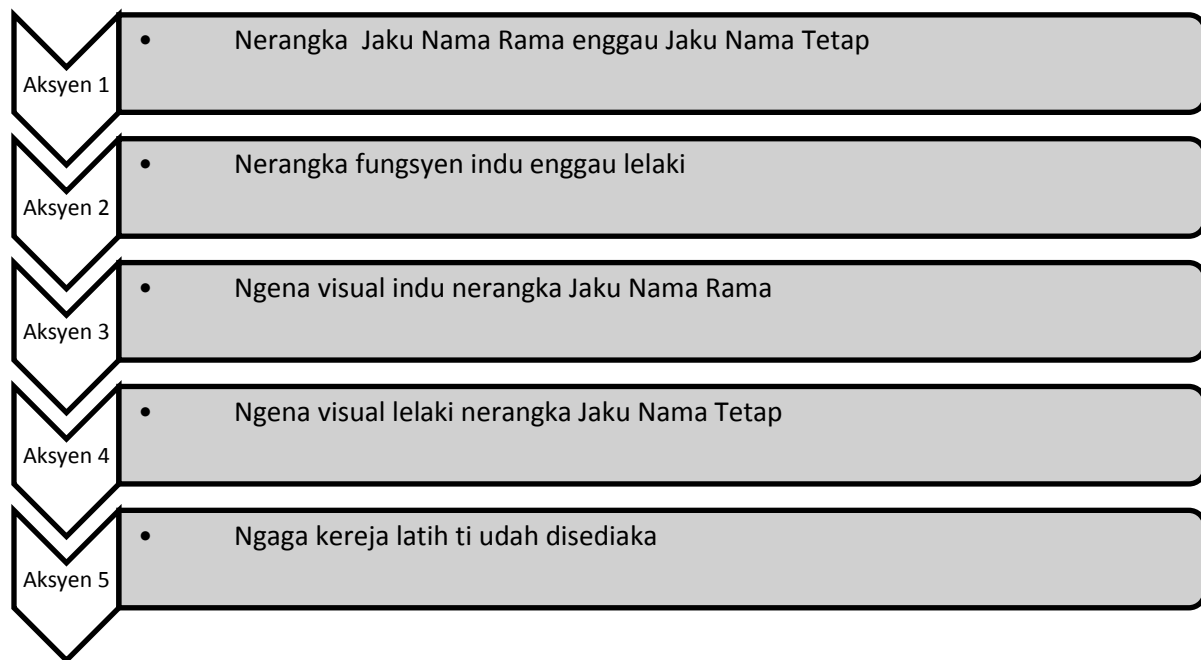 • Nerangka Jaku Nama Rama enggau Jaku Nama Tetap
Aksyen 1
• Nerangka fungsyen indu enggau lelaki
Aksyen 2
• Ngena visual indu nerangka Jaku Nama Rama
Aksyen 3
• Ngena visual lelaki nerangka Jaku Nama Tetap
Aksyen 4
• Ngaga kereja latih ti udah disediaka
Aksyen 5